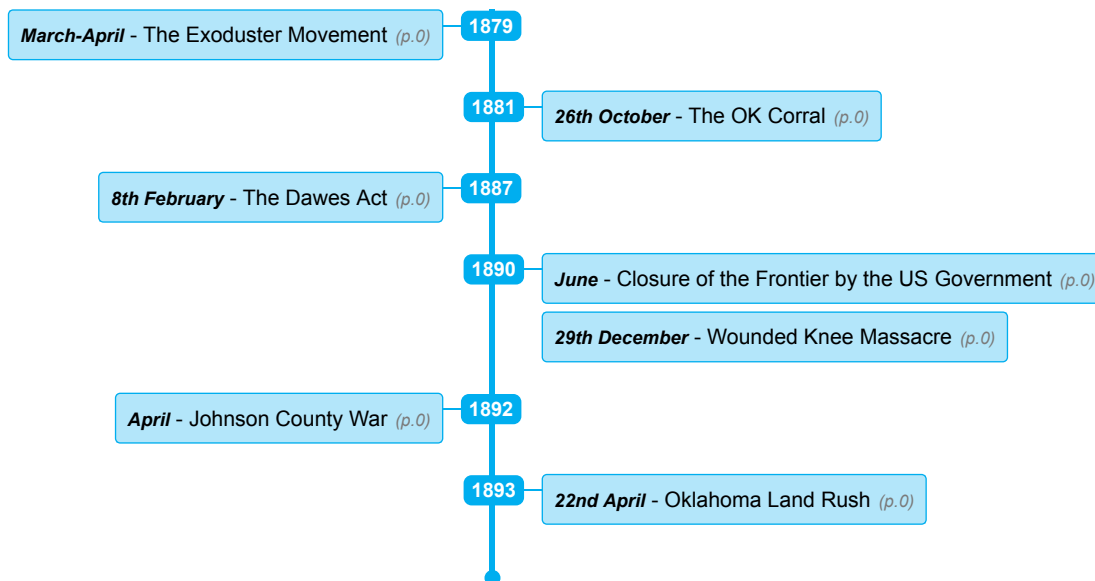 1879
March-April - The Exoduster Movement (p.0)
1881
26th October - The OK Corral (p.0)
1887
8th February - The Dawes Act (p.0)
1890
June - Closure of the Frontier by the US Government (p.0)
29th December - Wounded Knee Massacre (p.0)
1892
April - Johnson County War (p.0)
1893
22nd April - Oklahoma Land Rush (p.0)